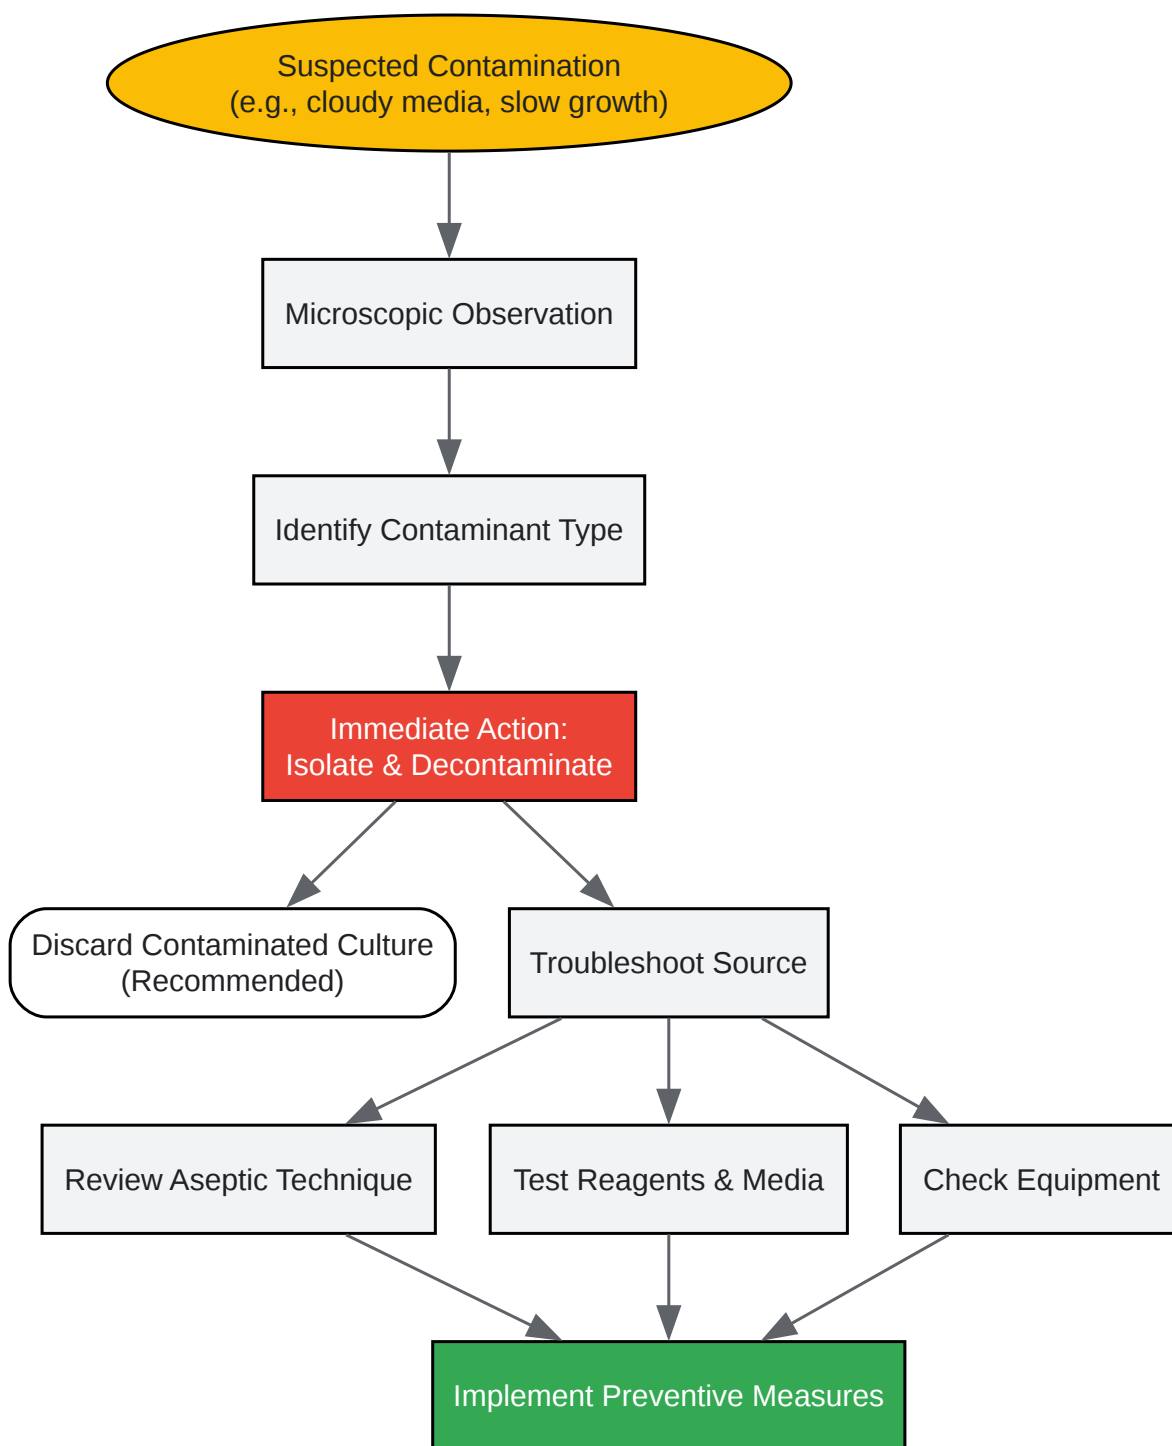 Suspected Contamination
(e.g., cloudy media, slow growth)
Microscopic Observation
Identify Contaminant Type
Immediate Action:
Isolate & Decontaminate
Discard Contaminated Culture
(Recommended)
Troubleshoot Source
Review Aseptic Technique
Test Reagents & Media
Check Equipment
Implement Preventive Measures